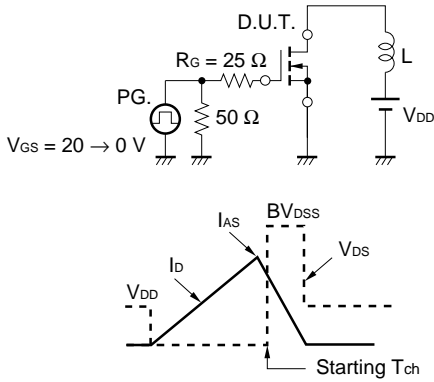 D.U.T.
RG = 25 Ω
L
PG.
50 Ω
VDD
VGS = 20 → 0 V
BVDSS
IAS
VDS
ID
VDD
Starting Tch